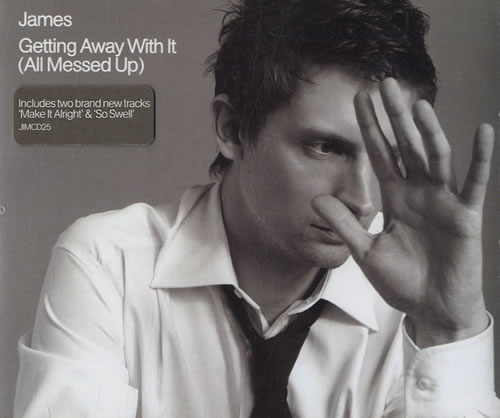 James
Getting Away With It
(All Messed Up)
Includes two brand new tracks
'Make It Alright' & 'So Swell'
JIMCD25